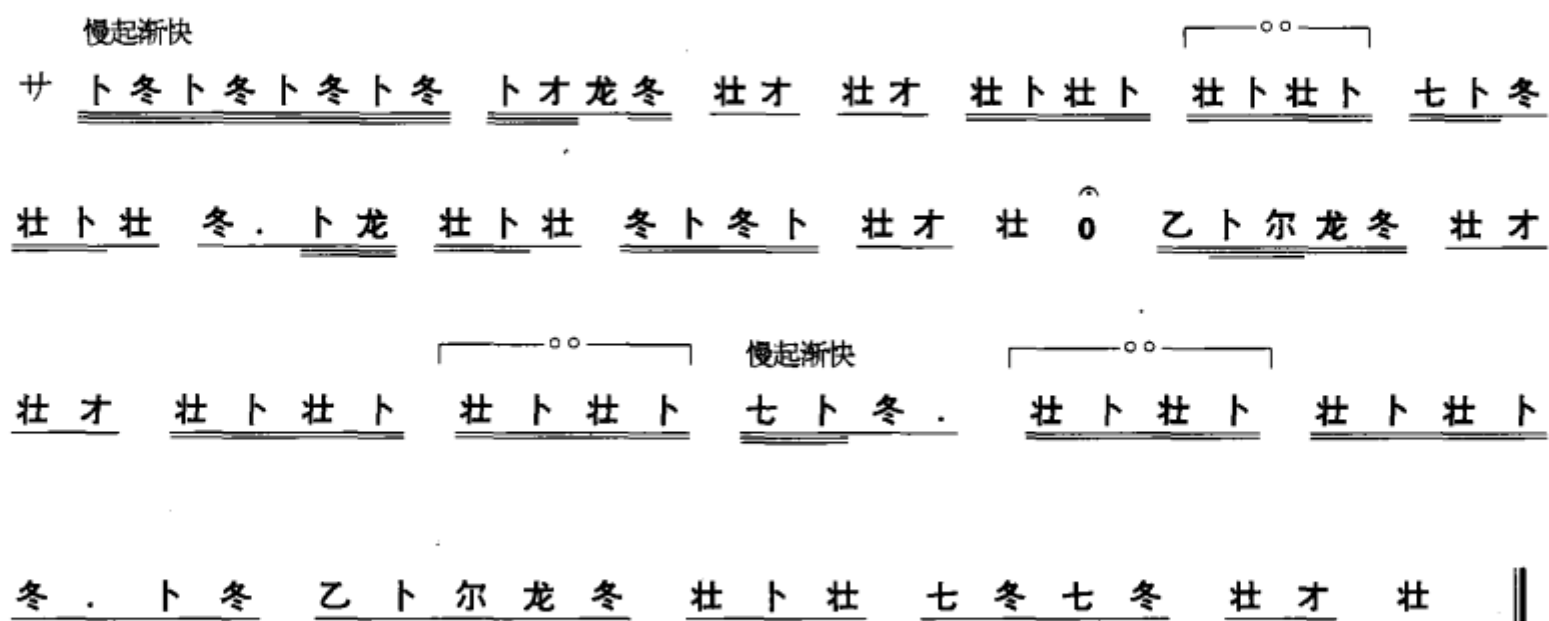 慢起渐快
サ 卜冬卜冬卜冬卜冬 卜才龙冬 壮才 壮才 壮卜壮卜 壮卜壮卜 七卜冬
壮卜壮 冬. 卜龙 壮卜壮 冬卜冬卜 壮才 壮 0 乙卜尔龙冬 壮才
慢起渐快
壮才 壮卜壮卜 壮卜壮卜 七卜冬. 壮卜壮卜 壮卜壮卜
冬. 卜冬 乙卜尔龙冬 壮卜壮 七冬七冬 壮才 壮